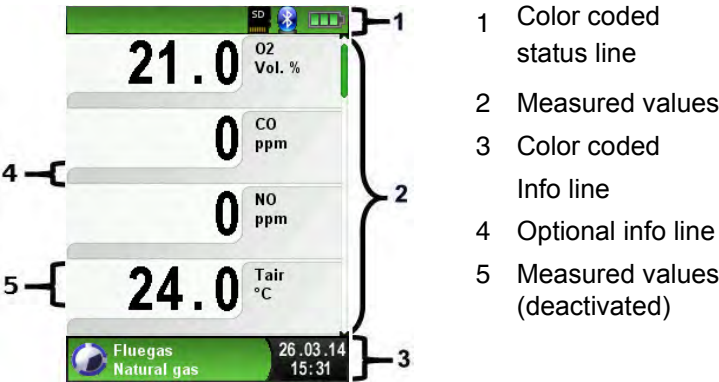 SD
1
21.0 O2
Vol. %
0 CO
ppm
4
0 NO
ppm
2
5
24.0 Tair
°C
Fluegas
Natural gas
26.03.14
15:31
3
1 Color coded
status line
2 Measured values
3 Color coded
Info line
4 Optional info line
5 Measured values
(deactivated)